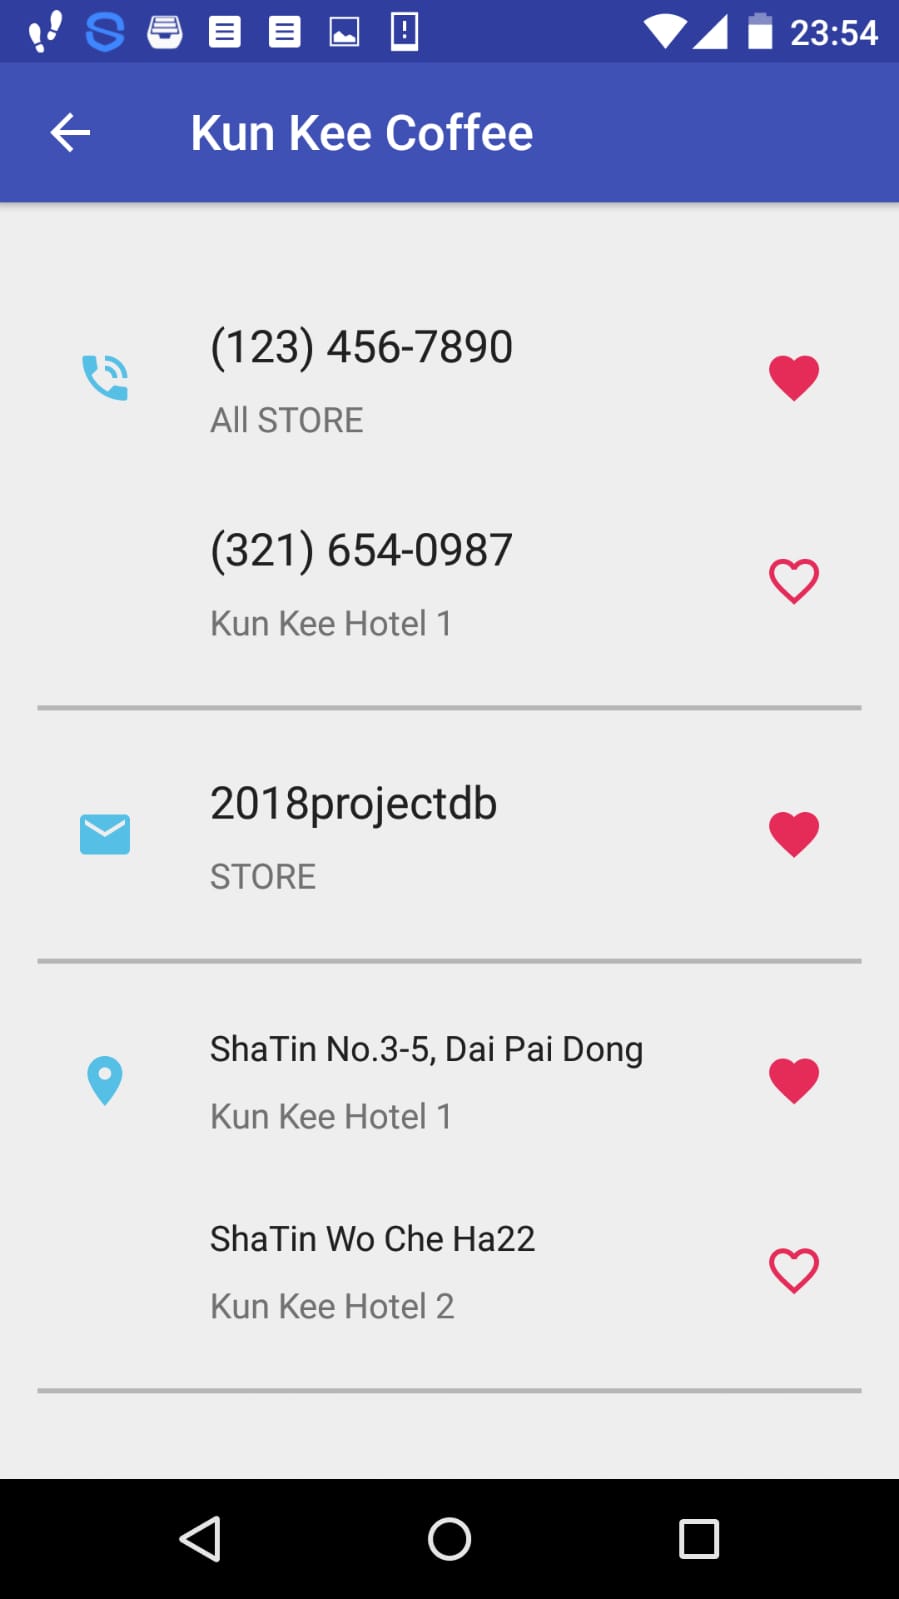 23:54
Kun Kee Coffee
(123) 456-7890
All STORE
(321) 654-0987
Kun Kee Hotel 1
2018projectdb
STORE
ShaTin No.3-5, Dai Pai Dong
Kun Kee Hotel 1
ShaTin Wo Che Ha22
Kun Kee Hotel 2